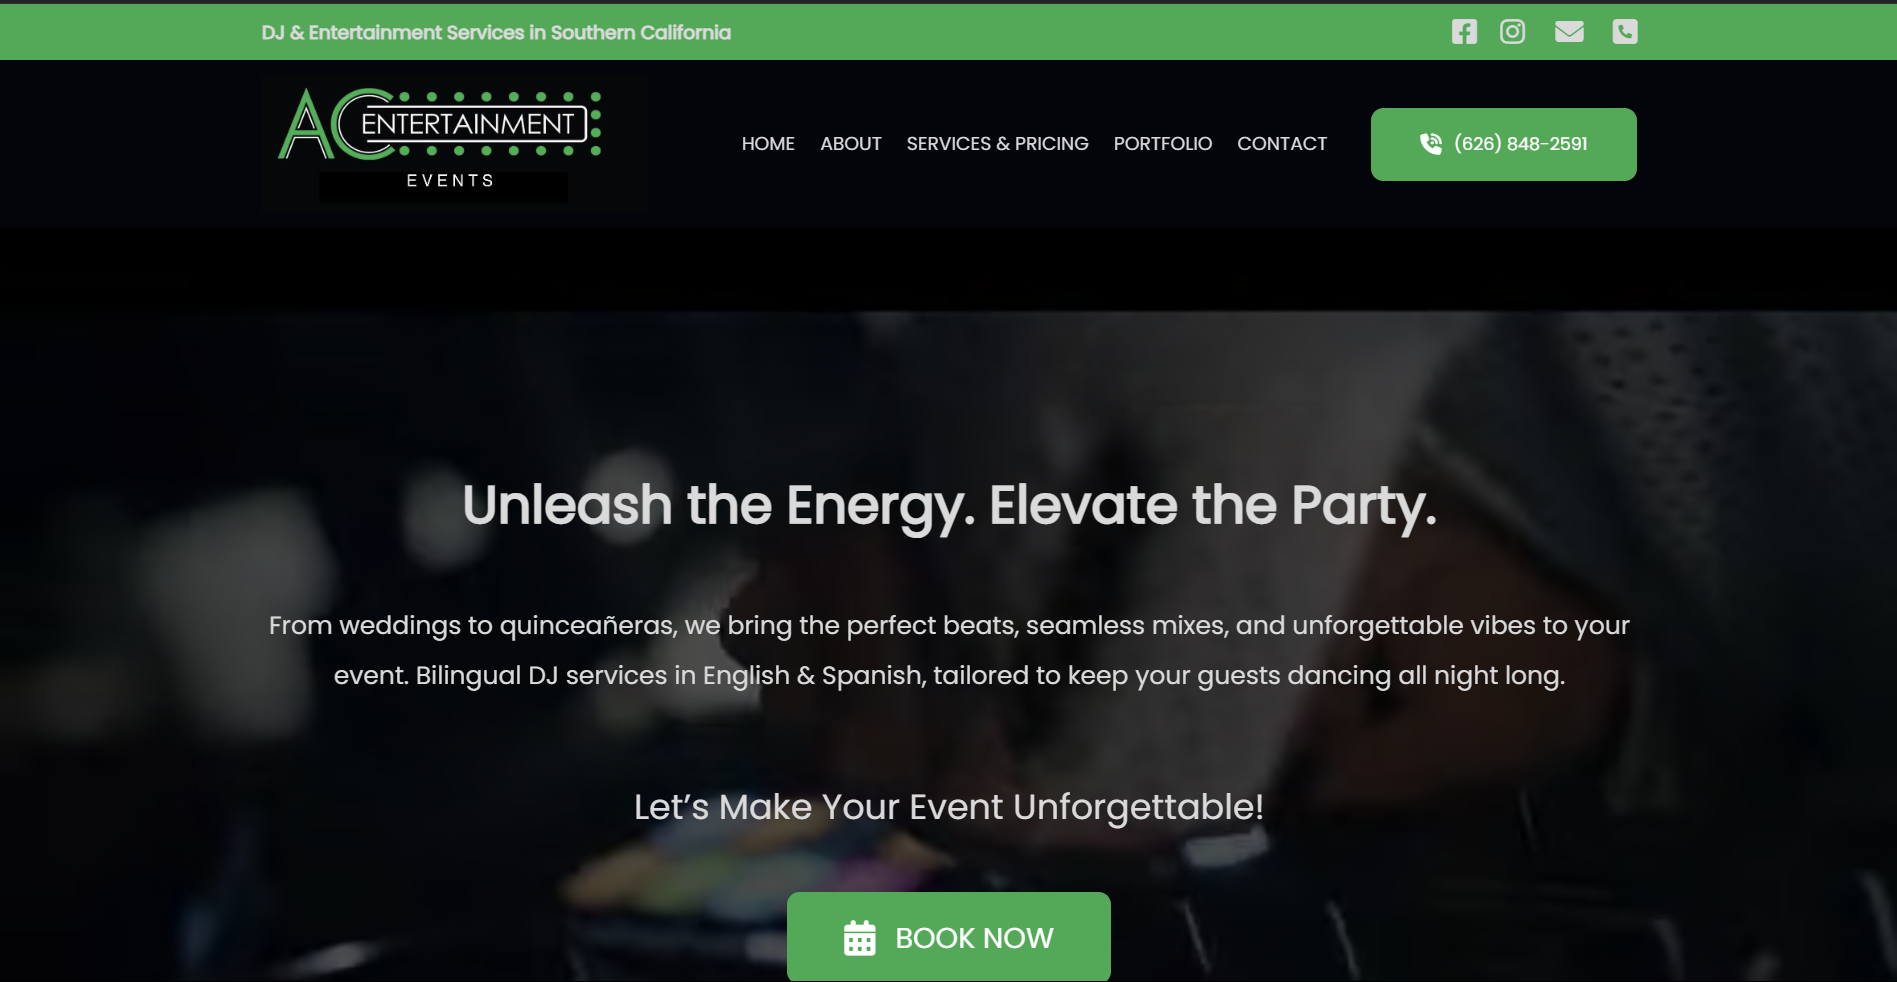 DJ & Entertainment Services in Southern California
AC ENTERTAINMENT
EVENTS
HOME ABOUT SERVICES & PRICING PORTFOLIO CONTACT (626) 848-2591
Unleash the Energy. Elevate the Party.
From weddings to quinceañeras, we bring the perfect beats, seamless mixes, and unforgettable vibes to your
event. Bilingual DJ services in English & Spanish, tailored to keep your guests dancing all night long.
Let’s Make Your Event Unforgettable!
BOOK NOW